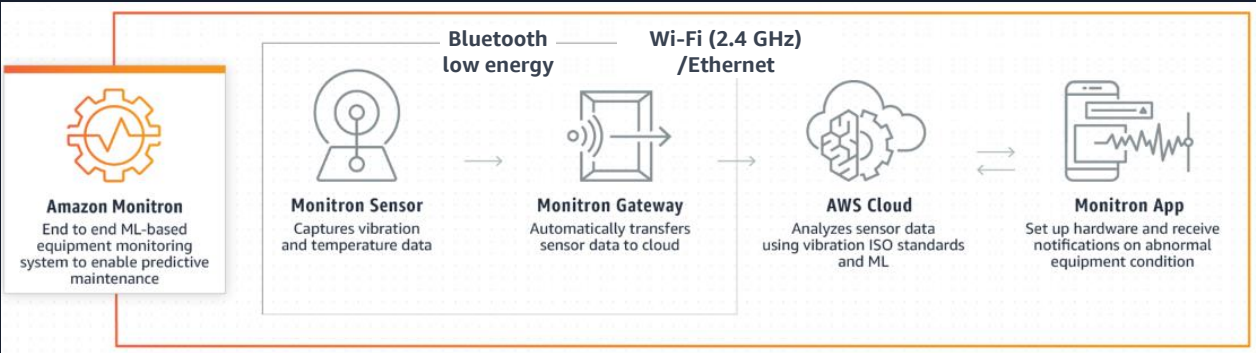 Bluetooth
low energy
Wi-Fi (2.4 GHz)
/Ethernet
Amazon Monitron
End to end ML-based
equipment monitoring
system to enable predictive
maintenance
Monitron Sensor
Captures vibration
and temperature data
Monitron Gateway
Automatically transfers
sensor data to cloud
AWS Cloud
Analyzes sensor data
using vibration ISO standards
and ML
Monitron App
Set up hardware and receive
notifications on abnormal
equipment condition